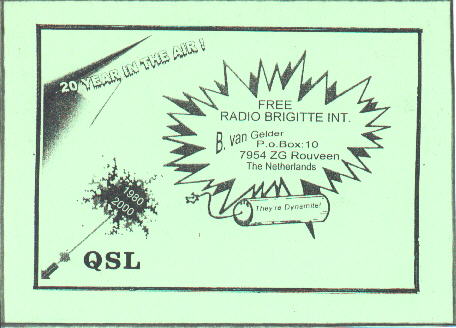 20 YEAR IN THE AIR!
FREE
RADIO BRIGITTE INT.
B. van Gelder
P.o.Box:10
7954 ZG Rouveen
The Netherlands
They're Dynamite!
1980
2000
QSL